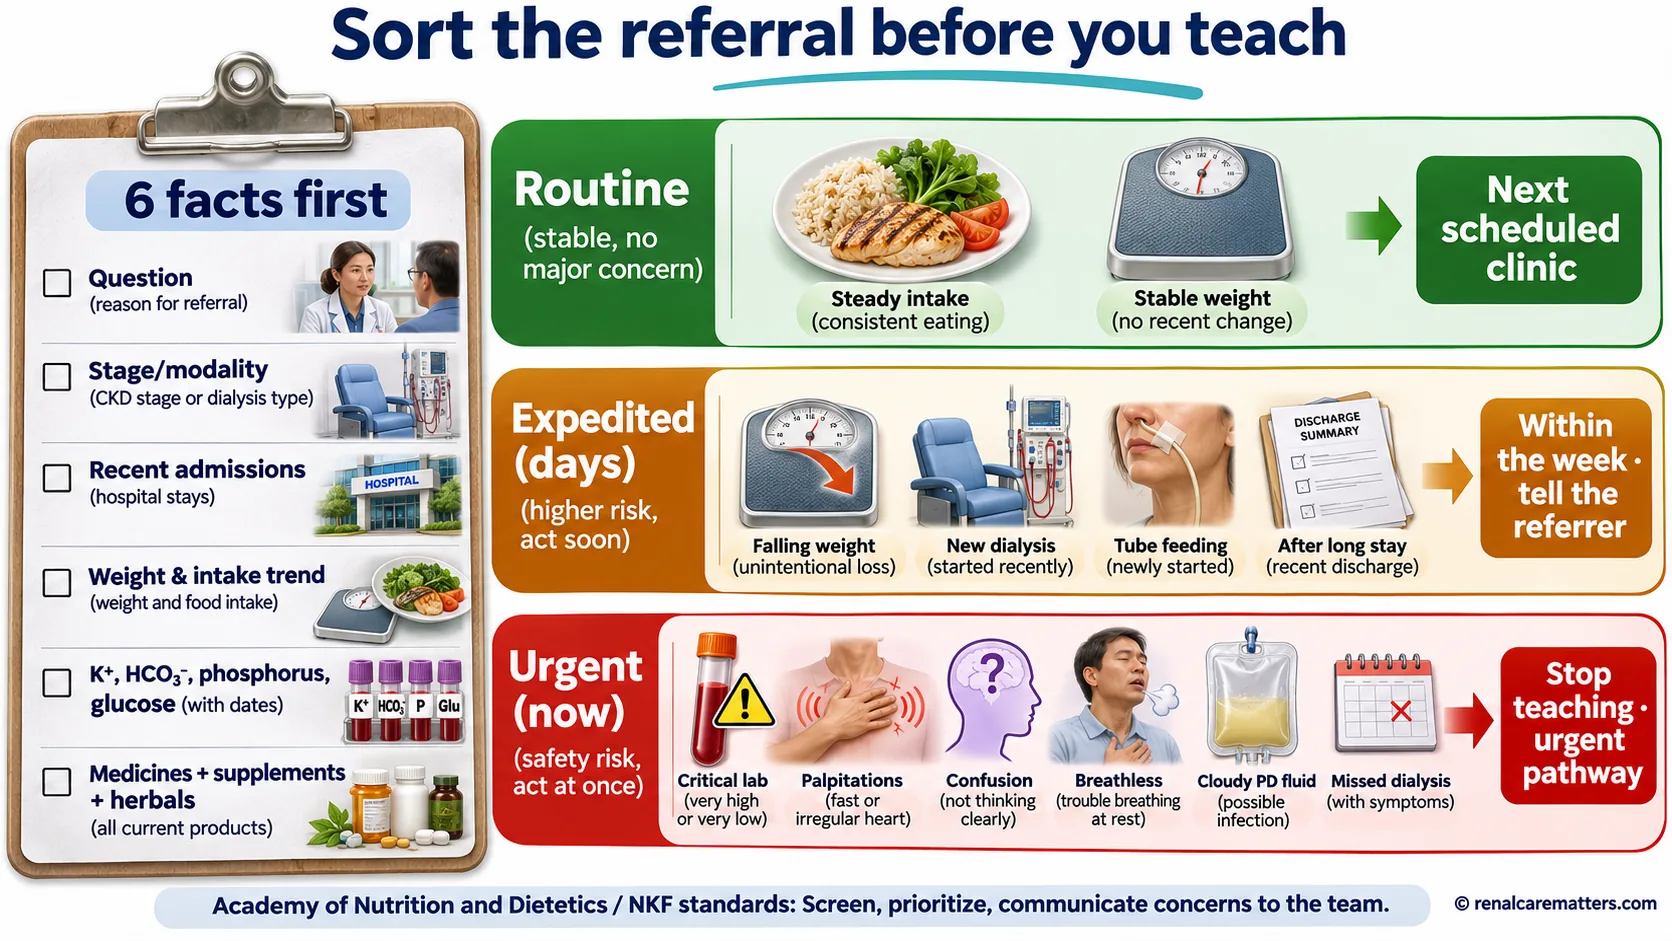 Sort the referral before you teach
6 facts first
Question
(reason for referral)
Stage/modality
(CKD stage or dialysis type)
Recent admissions
(hospital stays)
HOSPITAL
Weight & intake trend
(weight and food intake)
K⁺, HCO₃⁻, phosphorus,
glucose (with dates)
K⁺ HCO₃⁻ P Glu
Medicines + supplements
+ herbals
(all current products)
Routine
(stable, no
major concern)
Steady intake
(consistent eating)
Stable weight
(no recent change)
Next
scheduled
clinic
Expedited
(days)
(higher risk,
act soon)
Falling weight
(unintentional loss)
New dialysis
(started recently)
Tube feeding
(newly started)
DISCHARGE
SUMMARY
After long stay
(recent discharge)
Within
the week ·
tell the
referrer
Urgent
(now)
(safety risk,
act at once)
Critical lab
(very high
or very low)
Palpitations
(fast or
irregular heart)
?
Confusion
(not thinking
clearly)
Breathless
(trouble breathing
at rest)
Cloudy PD fluid
(possible
infection)
Missed dialysis
(with symptoms)
Stop
teaching ·
urgent
pathway
Academy of Nutrition and Dietetics / NKF standards: Screen, prioritize, communicate concerns to the team.
© renalcarematters.com